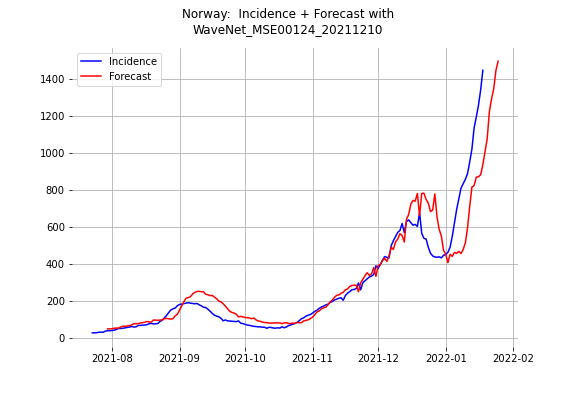 Norway:  Incidence + Forecast with
WaveNet_MSE00124_20211210
Incidence
Forecast
1400
1200
1000
800
600
400
200
0
2021-08 2021-09 2021-10 2021-11 2021-12 2022-01 2022-02